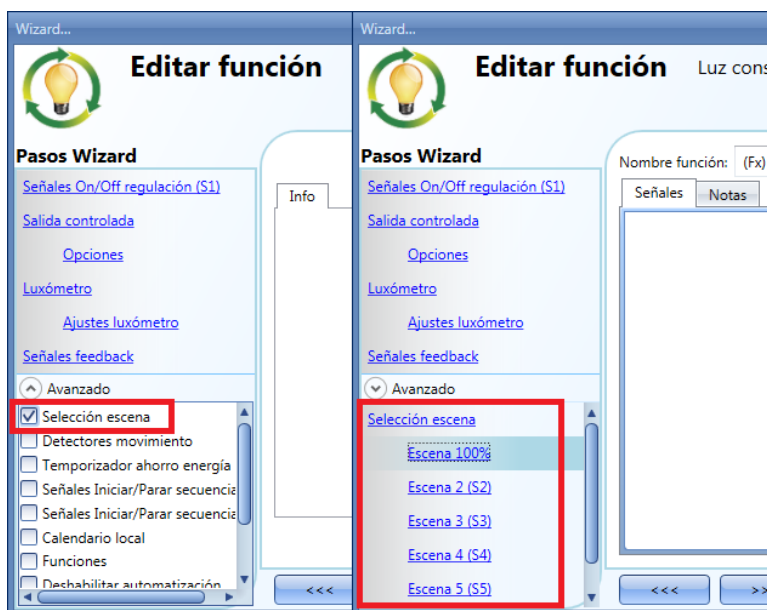 Wizard...
Editar función
Pasos Wizard
Señales On/Off regulación (S1)
Salida controlada
Opciones
Luxómetro
Ajustes luxómetro
Señales feedback
Avanzado
Selección escena
Detectores movimiento
Temporizador ahorro energía
Señales Iniciar/Parar secuencia
Señales Iniciar/Parar secuencia
Calendario local
Funciones
Deshabilitar automatización
Info
<<<
Wizard...
Editar función
Luz cons
Pasos Wizard
Señales On/Off regulación (S1)
Salida controlada
Opciones
Luxómetro
Ajustes luxómetro
Señales feedback
Avanzado
Selección escena
Escena 100%
Escena 2 (S2)
Escena 3 (S3)
Escena 4 (S4)
Escena 5 (S5)
Nombre función: (Fx)
Señales Notas
<<< >>